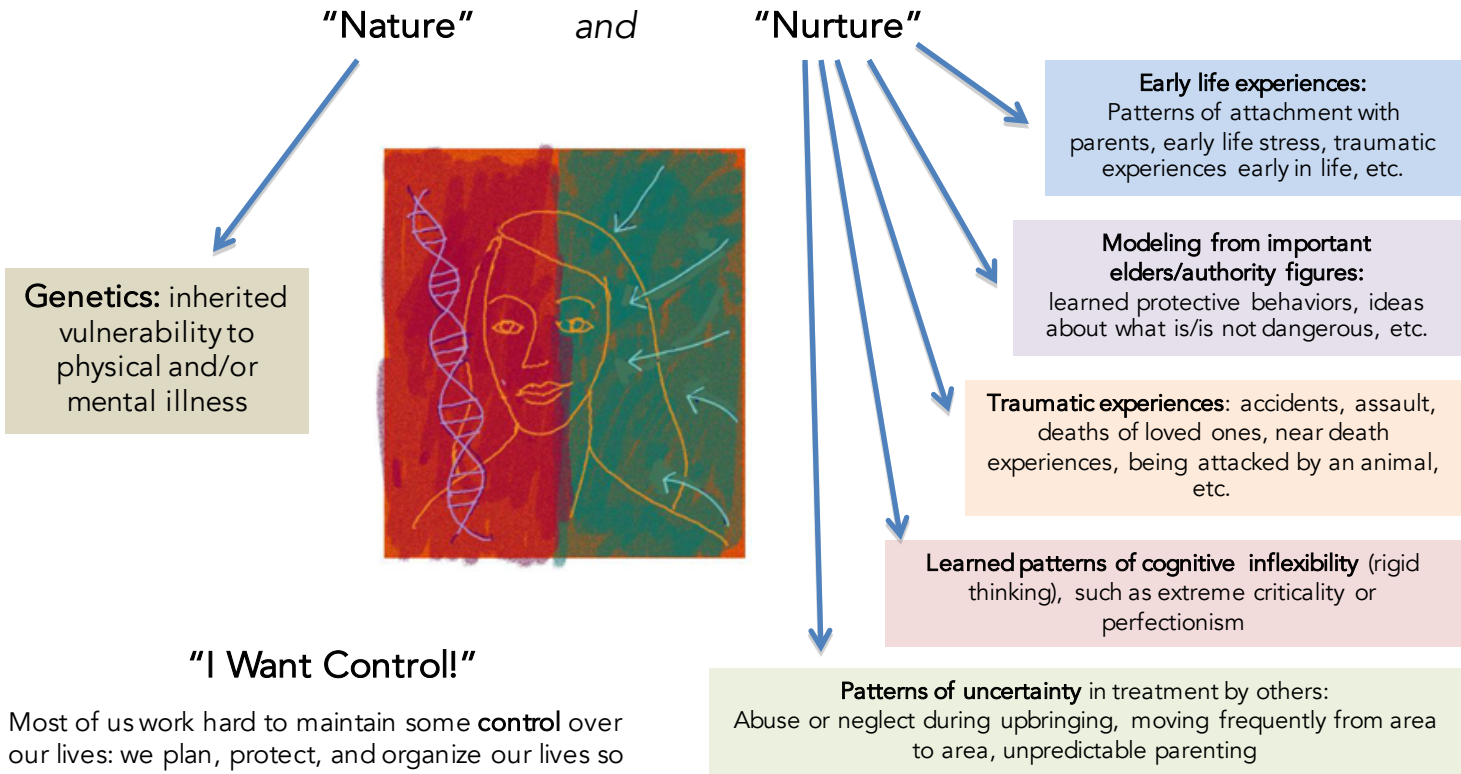 “Nature” and “Nurture”
Genetics: inherited
vulnerability to
physical and/or
mental illness
Early life experiences:
Patterns of attachment with
parents, early life stress, traumatic
experiences early in life, etc.
Modeling from important
elders/authority figures:
learned protective behaviors, ideas
about what is/is not dangerous, etc.
Traumatic experiences: accidents, assault,
deaths of loved ones, near death
experiences, being attacked by an animal,
etc.
Learned patterns of cognitive inflexibility (rigid
thinking), such as extreme criticality or
perfectionism
Patterns of uncertainty in treatment by others:
Abuse or neglect during upbringing, moving frequently from area
to area, unpredictable parenting
“I Want Control!”
Most of us work hard to maintain some control over
our lives: we plan, protect, and organize our lives so